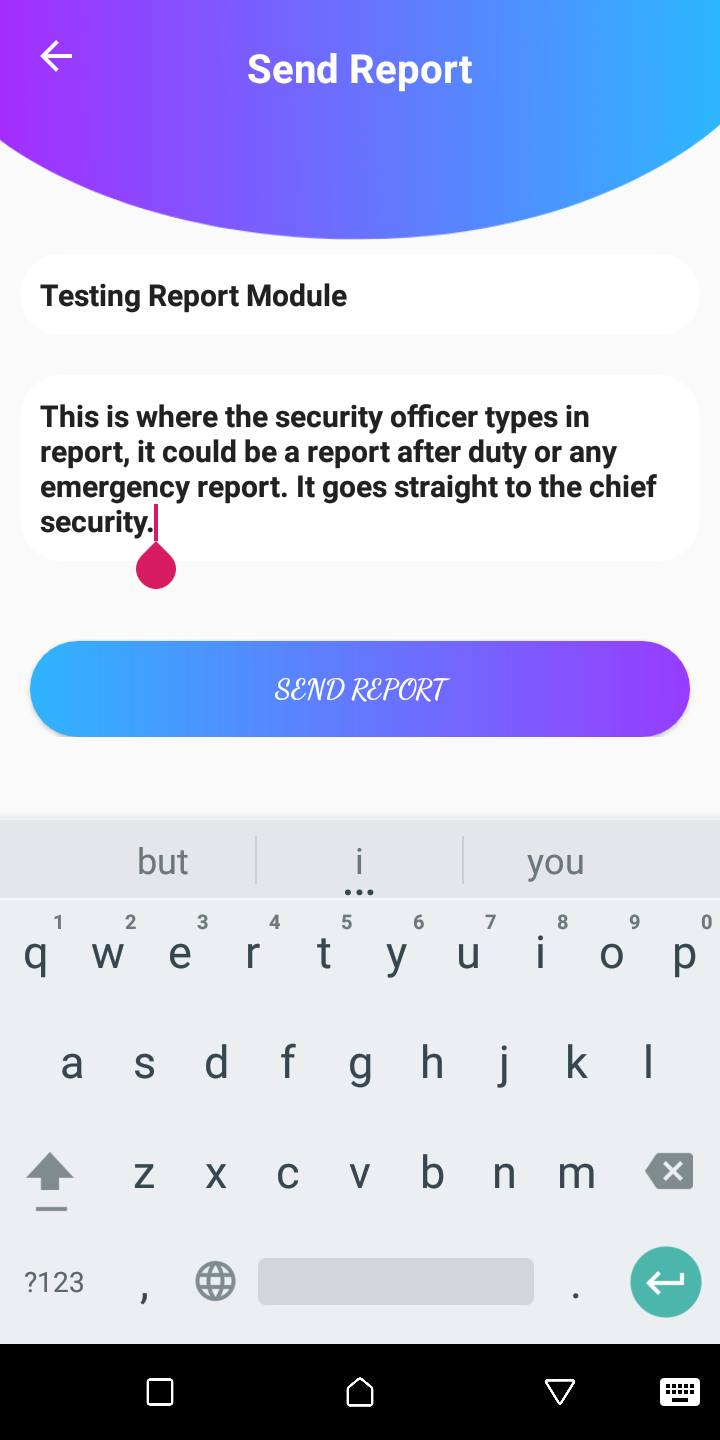 Send Report
Testing Report Module
This is where the security officer types in
report, it could be a report after duty or any
emergency report. It goes straight to the chief
security.
SEND REPORT
but i you
1 2 3 4 5 6 7 8 9 0
q w e r t y u i o p
a s d f g h j k l
z x c v b n m
?123 , .